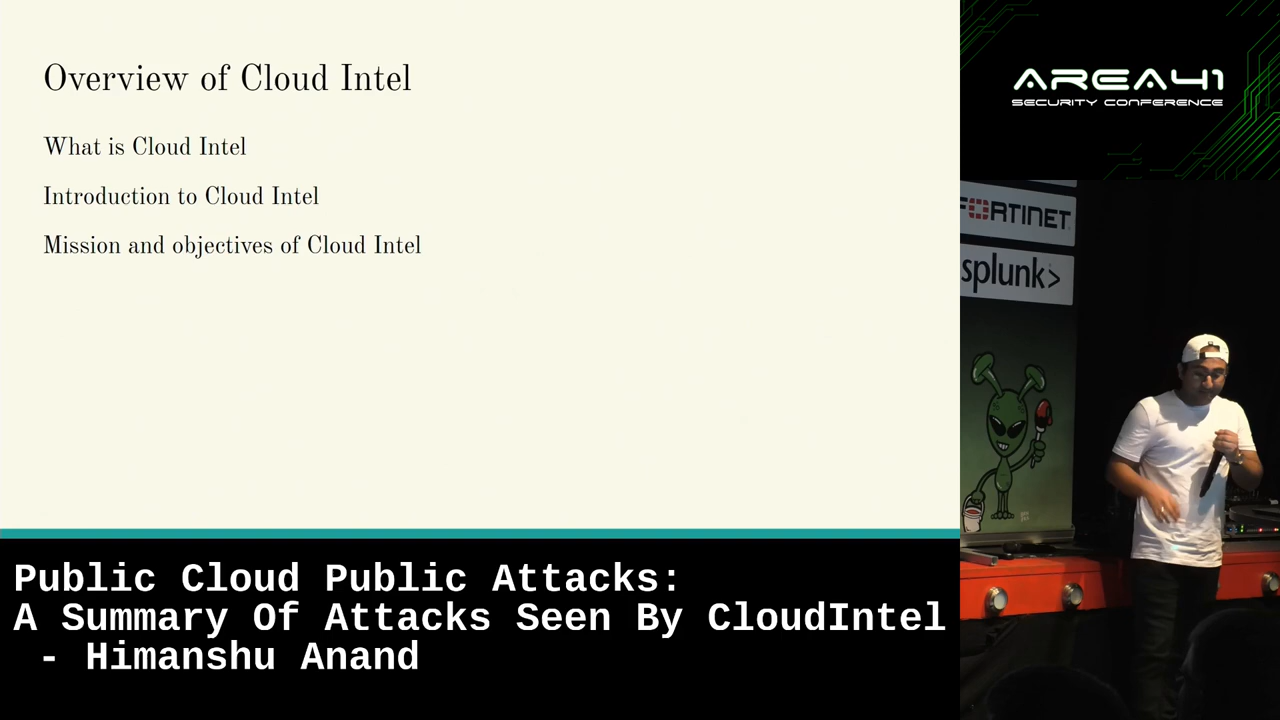 Overview of Cloud Intel
What is Cloud Intel
Introduction to Cloud Intel
Mission and objectives of Cloud Intel
Public Cloud Public Attacks:
A Summary Of Attacks Seen By CloudIntel
- Himanshu Anand
AREA41
SECURITY CONFERENCE
FORTINET
splunk>